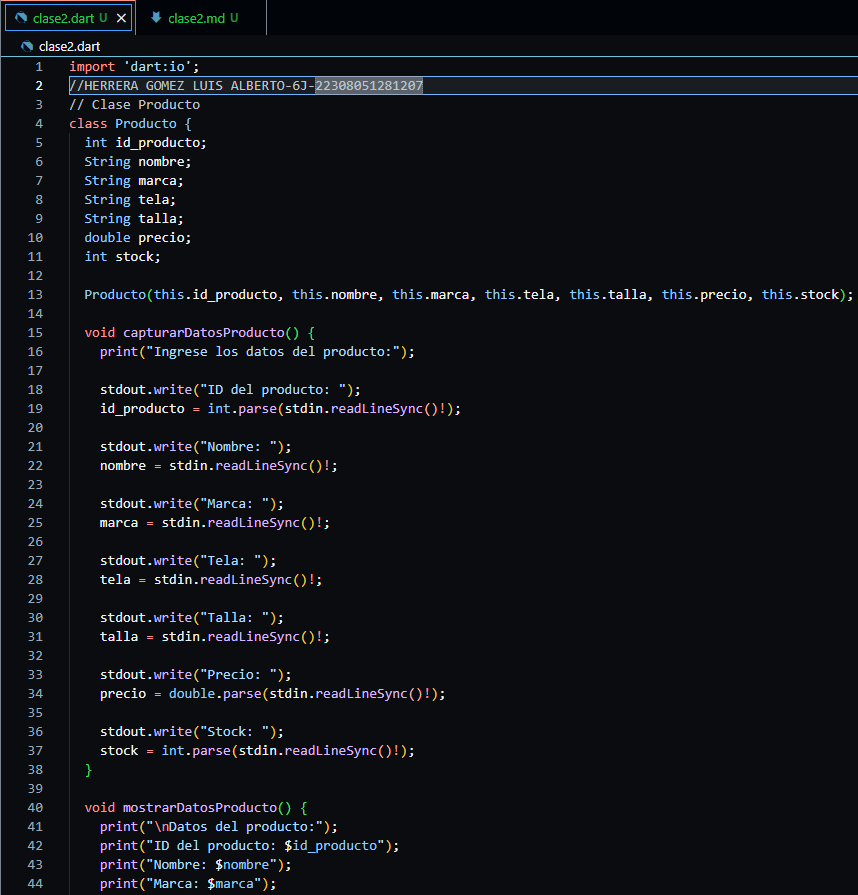 clase2.dart U
clase2.md U
clase2.dart
1 import 'dart:io';
2 //HERRERA GOMEZ LUIS ALBERTO-6J-22308051281207
3 // Clase Producto
4 class Producto {
5 int id_producto;
6 String nombre;
7 String marca;
8 String tela;
9 String talla;
10 double precio;
11 int stock;
12
13 Producto(this.id_producto, this.nombre, this.marca, this.tela, this.talla, this.precio, this.stock);
14
15 void capturarDatosProducto() {
16 print("Ingrese los datos del producto:");
17
18 stdout.write("ID del producto: ");
19 id_producto = int.parse(stdin.readLineSync()!);
20
21 stdout.write("Nombre: ");
22 nombre = stdin.readLineSync()!;
23
24 stdout.write("Marca: ");
25 marca = stdin.readLineSync()!;
26
27 stdout.write("Tela: ");
28 tela = stdin.readLineSync()!;
29
30 stdout.write("Talla: ");
31 talla = stdin.readLineSync()!;
32
33 stdout.write("Precio: ");
34 precio = double.parse(stdin.readLineSync()!);
35
36 stdout.write("Stock: ");
37 stock = int.parse(stdin.readLineSync()!);
38 }
39
40 void mostrarDatosProducto() {
41 print("\nDatos del producto:");
42 print("ID del producto: $id_producto");
43 print("Nombre: $nombre");
44 print("Marca: $marca");